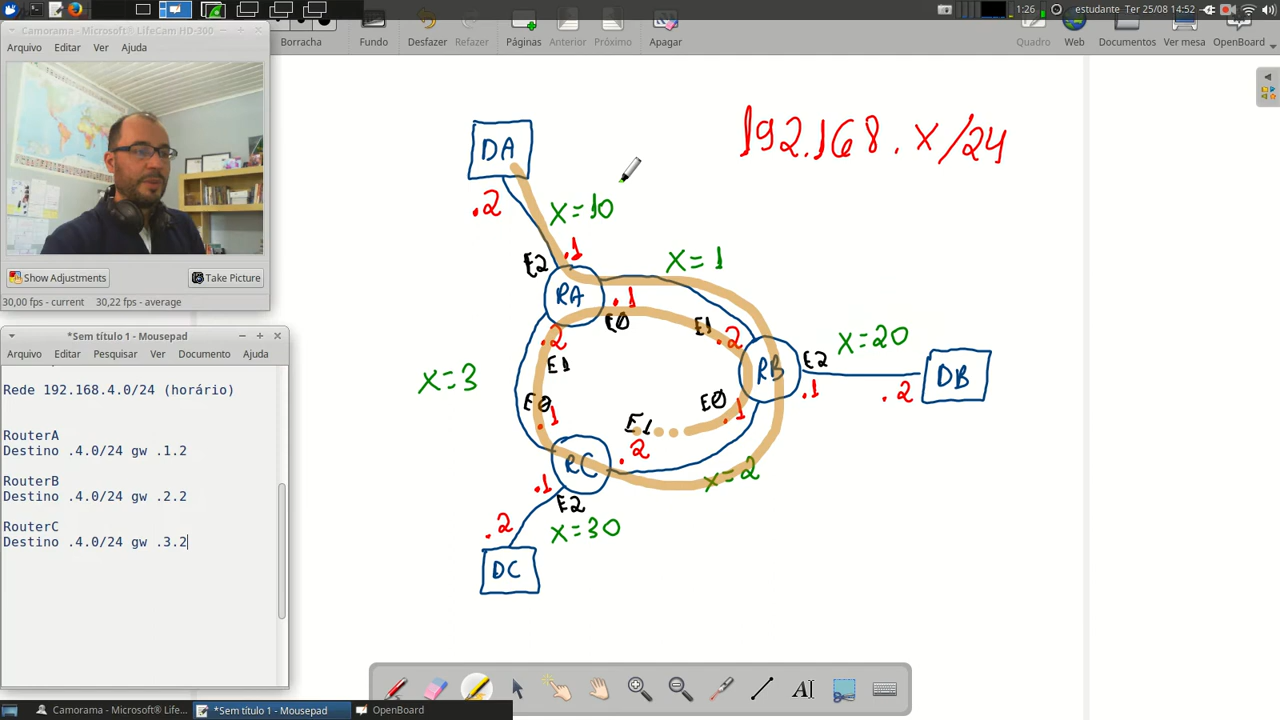 1:26
estudante
Ter 25/08 14:52
Camorama - Microsoft® LifeCam HD-300
Arquivo Editar Ver Ajuda
Borracha
Fundo
Desfazer
Refazer
Páginas
Anterior
Próximo
Apagar
Quadro
Web
Documentos
Ver mesa
OpenBoard
Show Adjustments
Take Picture
30,00 fps - current 30,22 fps - average
*Sem título 1 - Mousepad
Arquivo Editar Pesquisar Ver Documento Ajuda
Rede 192.168.4.0/24 (horário)
RouterA
Destino .4.0/24 gw .1.2
RouterB
Destino .4.0/24 gw .2.2
RouterC
Destino .4.0/24 gw .3.2
192.168.x/24
DA
.2
x=10
.1
E2
x=1
RA
.1
E0
E1
.2
.2
E1
x=3
x=20
RB
E2
.1
.2
DB
E0
.1
E0
.1
E1
.2
RC
x=2
.1
E2
.2
x=30
DC
Camorama - Microsoft® Life...
*Sem título 1 - Mousepad
OpenBoard